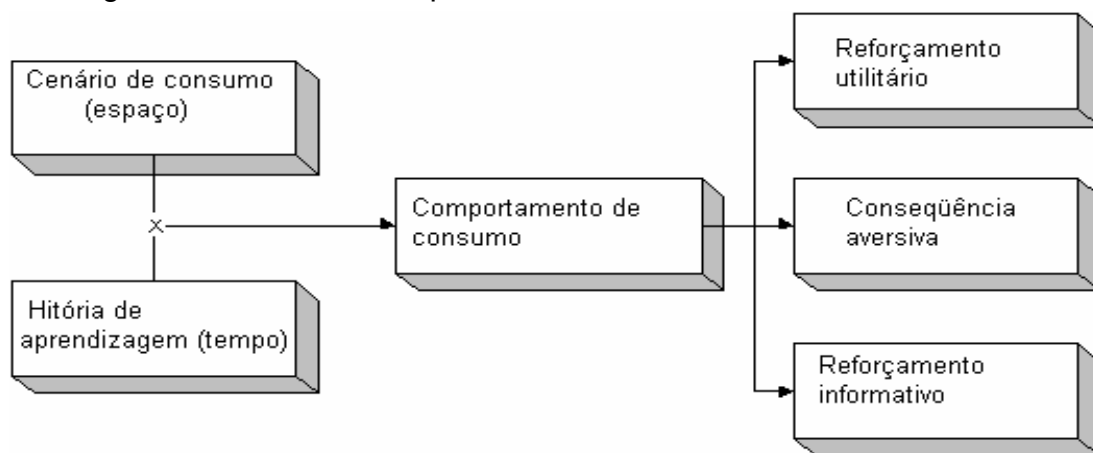 Cenário de consumo
(espaço)
Hitória de
aprendizagem (tempo)
X
Comportamento de
consumo
Reforçamento
utilitário
Conseqüência
aversiva
Reforçamento
informativo